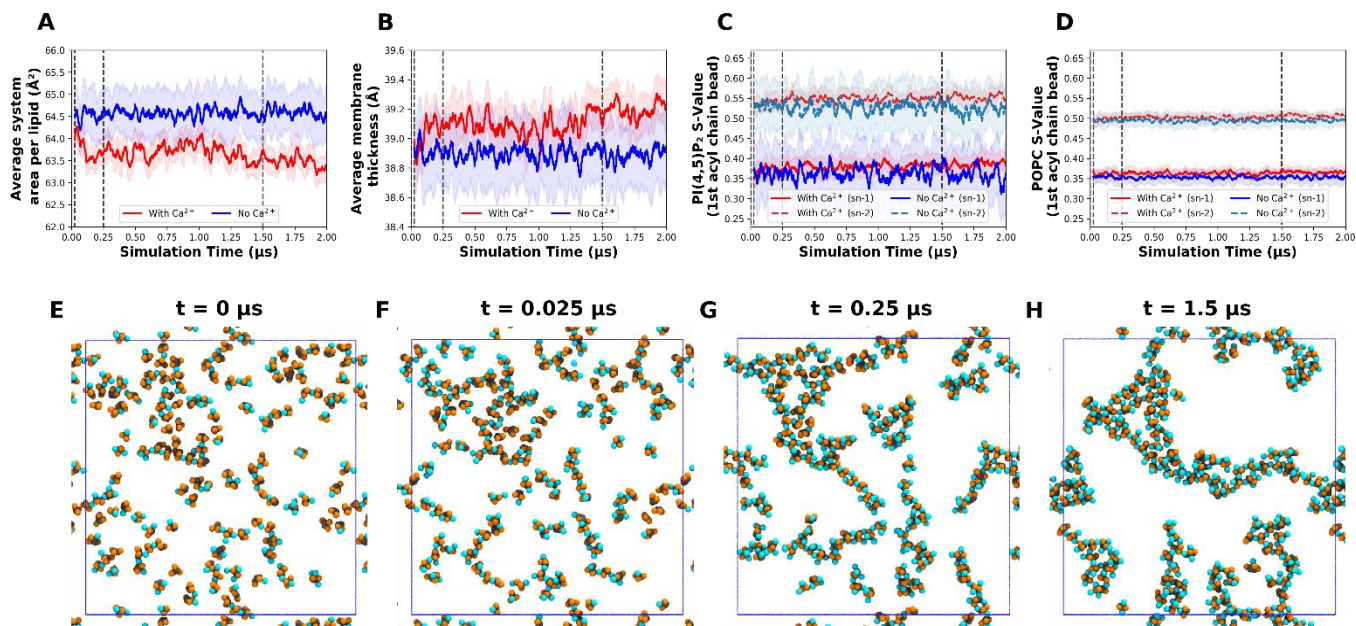 A
Average system
area per lipid (Å²)
66.0
65.5
65.0
64.5
64.0
63.5
63.0
62.5
62.0
With Ca²⁺ No Ca²⁺
0.00 0.25 0.50 0.75 1.00 1.25 1.50 1.75 2.00
Simulation Time (μs)
B
Average membrane
thickness (Å)
39.6
39.4
39.2
39.0
38.8
38.6
38.4
With Ca²⁺ No Ca²⁺
0.00 0.25 0.50 0.75 1.00 1.25 1.50 1.75 2.00
Simulation Time (μs)
C
PI(4,5)P₂ S-Value
(1st acyl chain bead)
0.65
0.60
0.55
0.50
0.45
0.40
0.35
0.30
0.25
With Ca²⁺ (sn-1) No Ca²⁺ (sn-1)
With Ca²⁺ (sn-2) No Ca²⁺ (sn-2)
0.00 0.25 0.50 0.75 1.00 1.25 1.50 1.75 2.00
Simulation Time (μs)
D
POPC S-Value
(1st acyl chain bead)
0.65
0.60
0.55
0.50
0.45
0.40
0.35
0.30
0.25
With Ca²⁺ (sn-1) No Ca²⁺ (sn-1)
With Ca²⁺ (sn-2) No Ca²⁺ (sn-2)
0.00 0.25 0.50 0.75 1.00 1.25 1.50 1.75 2.00
Simulation Time (μs)
E t = 0 μs
F t = 0.025 μs
G t = 0.25 μs
H t = 1.5 μs